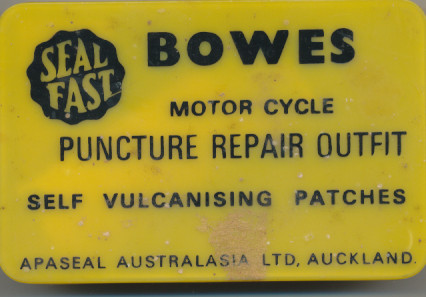 SEAL
FAST
BOWES
MOTOR CYCLE
PUNCTURE REPAIR OUTFIT
SELF VULCANISING PATCHES
APASEAL AUSTRALASIA LTD, AUCKLAND.